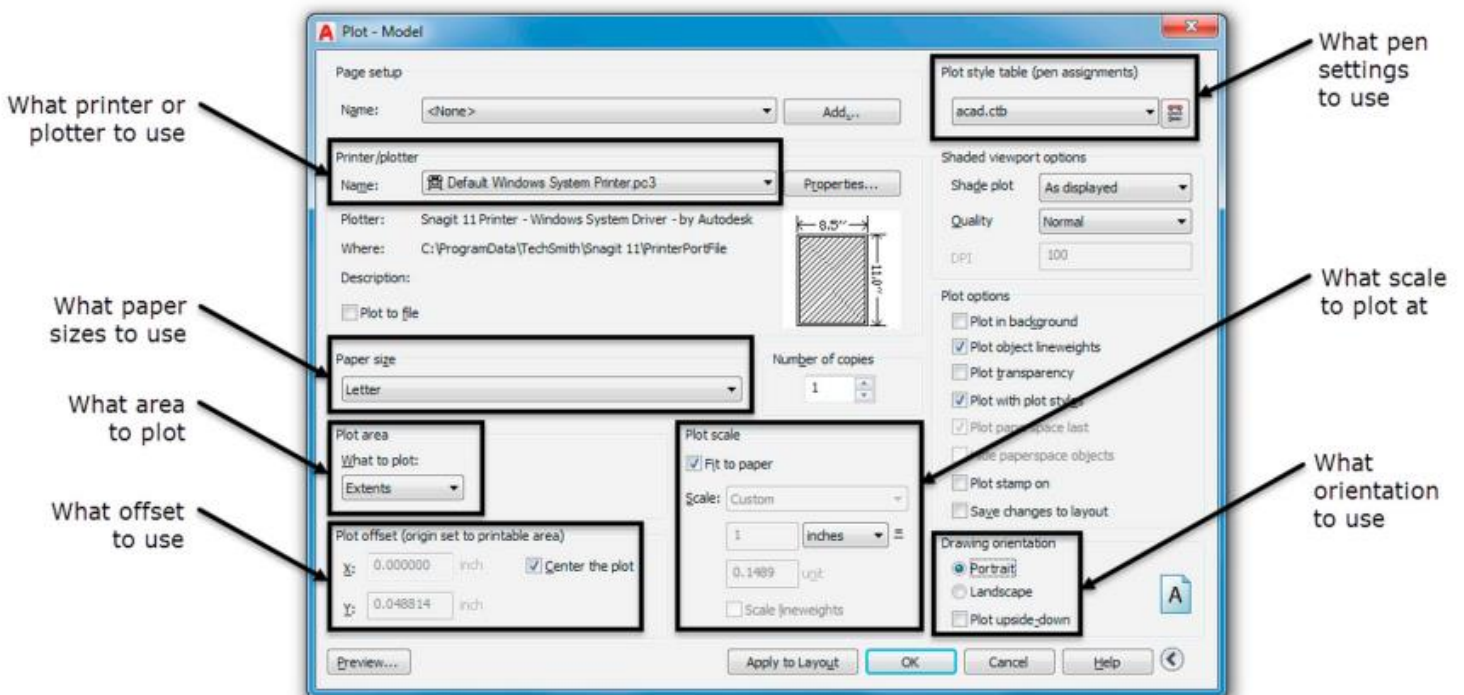 Plot - Model
What pen
settings
to use
Page setup
Name: <None> Add...
Plot style table (pen assignments)
acad.ctb
What printer or
plotter to use
Printer/plotter
Name: Default Windows System Printer.pc3 Properties...
Plotter: Snagit 11 Printer - Windows System Driver - by Autodesk
Where: C:\ProgramData\TechSmith\Snagit 11\PrinterPortFile
Description:
Plot to file
8.5″
11.0″
Shaded viewport options
Shade plot As displayed
Quality Normal
DPI 100
What scale
to plot at
What paper
sizes to use
Paper size
Letter
Number of copies
1
Plot options
Plot in background
Plot object lineweights
Plot transparency
Plot with plot styles
Plot paperspace last
Hide paperspace objects
Plot stamp on
Save changes to layout
What area
to plot
Plot area
What to plot:
Extents
Plot scale
Fit to paper
Scale: Custom
1 inches =
0.1489 unit
Scale lineweights
What offset
to use
Plot offset (origin set to printable area)
X: 0.000000 inch Center the plot
Y: 0.048814 inch
What
orientation
to use
Drawing orientation
Portrait
Landscape
Plot upside-down
A
Preview... Apply to Layout OK Cancel Help